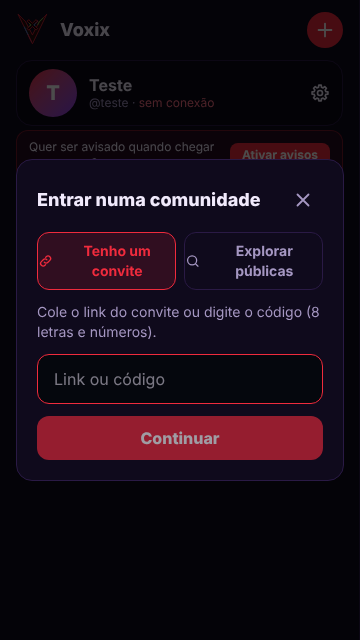 Voxix
T
Teste
@teste · sem conexão
Quer ser avisado quando chegar
Ativar avisos
Entrar numa comunidade
Tenho um
convite
Explorar
públicas
Cole o link do convite ou digite o código (8
letras e números).
Link ou código
Continuar